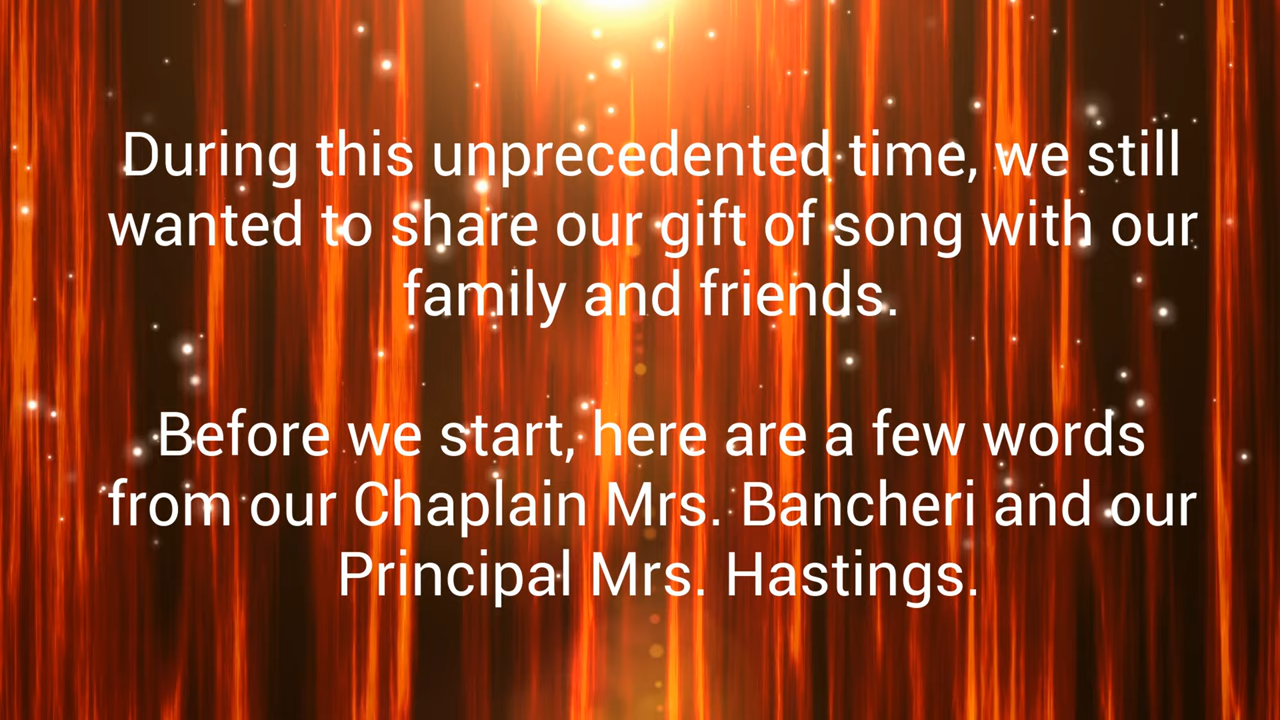 During this unprecedented time, we still
wanted to share our gift of song with our
family and friends.
Before we start, here are a few words
from our Chaplain Mrs. Bancheri and our
Principal Mrs. Hastings.